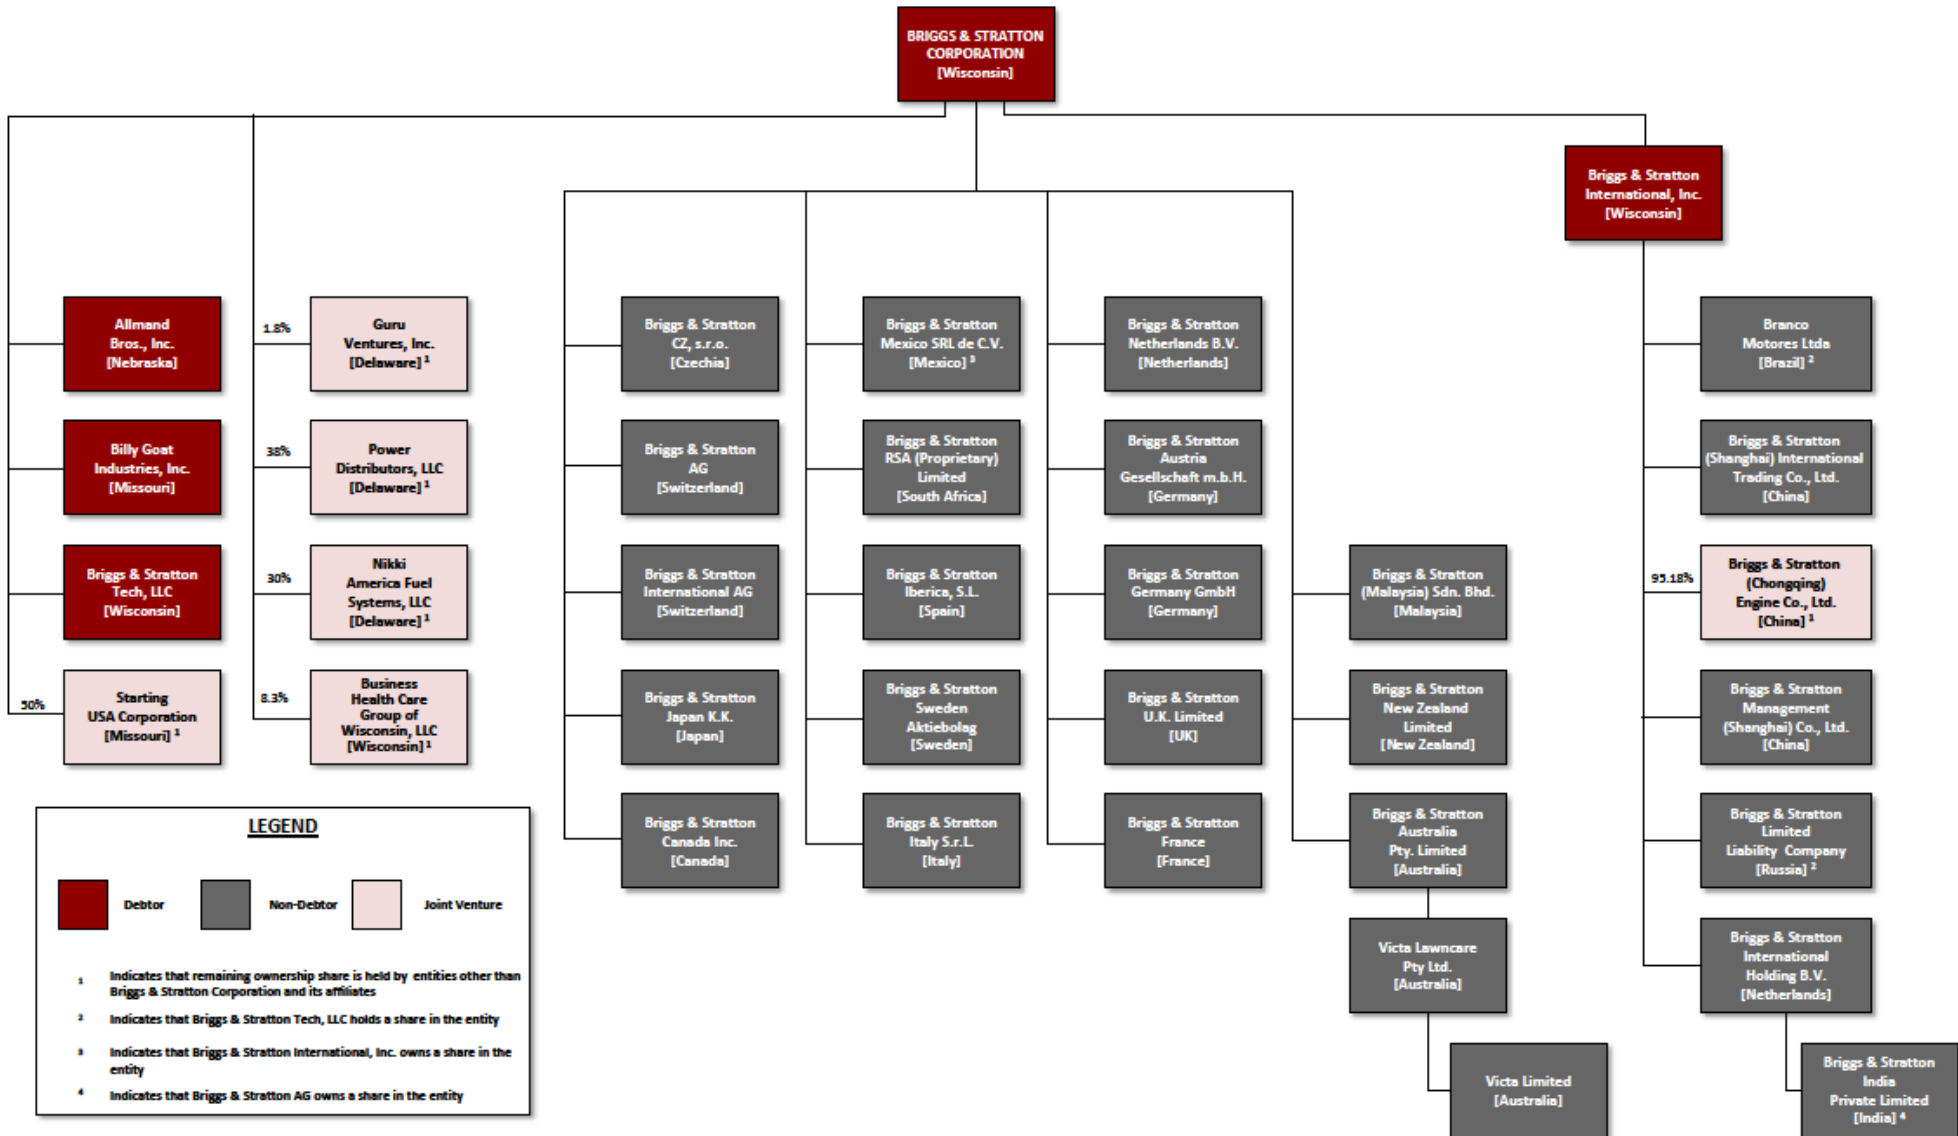 BRIGGS & STRATTON
CORPORATION
[Wisconsin]
Briggs & Stratton
International, Inc.
[Wisconsin]
Allmand
Bros., Inc.
[Nebraska]
Billy Goat
Industries, Inc.
[Missouri]
Briggs & Stratton
Tech, LLC
[Wisconsin]
50%
Starting
USA Corporation
[Missouri] 1
1.8%
Guru
Ventures, Inc.
[Delaware] 1
38%
Power
Distributors, LLC
[Delaware] 1
30%
Nikki
America Fuel
Systems, LLC
[Delaware] 1
8.3%
Business
Health Care
Group of
Wisconsin, LLC
[Wisconsin] 1
Briggs & Stratton
CZ, s.r.o.
[Czechia]
Briggs & Stratton
AG
[Switzerland]
Briggs & Stratton
International AG
[Switzerland]
Briggs & Stratton
Japan K.K.
[Japan]
Briggs & Stratton
Canada Inc.
[Canada]
Briggs & Stratton
Mexico SRL de C.V.
[Mexico] 3
Briggs & Stratton
RSA (Proprietary)
Limited
[South Africa]
Briggs & Stratton
Iberica, S.L.
[Spain]
Briggs & Stratton
Sweden
Aktiebolag
[Sweden]
Briggs & Stratton
Italy S.r.L.
[Italy]
Briggs & Stratton
Netherlands B.V.
[Netherlands]
Briggs & Stratton
Austria
Gesellschaft m.b.H.
[Germany]
Briggs & Stratton
Germany GmbH
[Germany]
Briggs & Stratton
U.K. Limited
[UK]
Briggs & Stratton
France
[France]
Briggs & Stratton
(Malaysia) Sdn. Bhd.
[Malaysia]
Briggs & Stratton
New Zealand
Limited
[New Zealand]
Briggs & Stratton
Australia
Pty. Limited
[Australia]
Victa Lawncare
Pty Ltd.
[Australia]
Victa Limited
[Australia]
Branco
Motores Ltda
[Brazil] 2
Briggs & Stratton
(Shanghai) International
Trading Co., Ltd.
[China]
95.18%
Briggs & Stratton
(Chongqing)
Engine Co., Ltd.
[China] 1
Briggs & Stratton
Management
(Shanghai) Co., Ltd.
[China]
Briggs & Stratton
Limited
Liability Company
[Russia] 2
Briggs & Stratton
International
Holding B.V.
[Netherlands]
Briggs & Stratton
India
Private Limited
[India] 4
LEGEND
Debtor
Non-Debtor
Joint Venture
1 Indicates that remaining ownership share is held by entities other than
Briggs & Stratton Corporation and its affiliates
2 Indicates that Briggs & Stratton Tech, LLC holds a share in the entity
3 Indicates that Briggs & Stratton International, Inc. owns a share in the
entity
4 Indicates that Briggs & Stratton AG owns a share in the entity